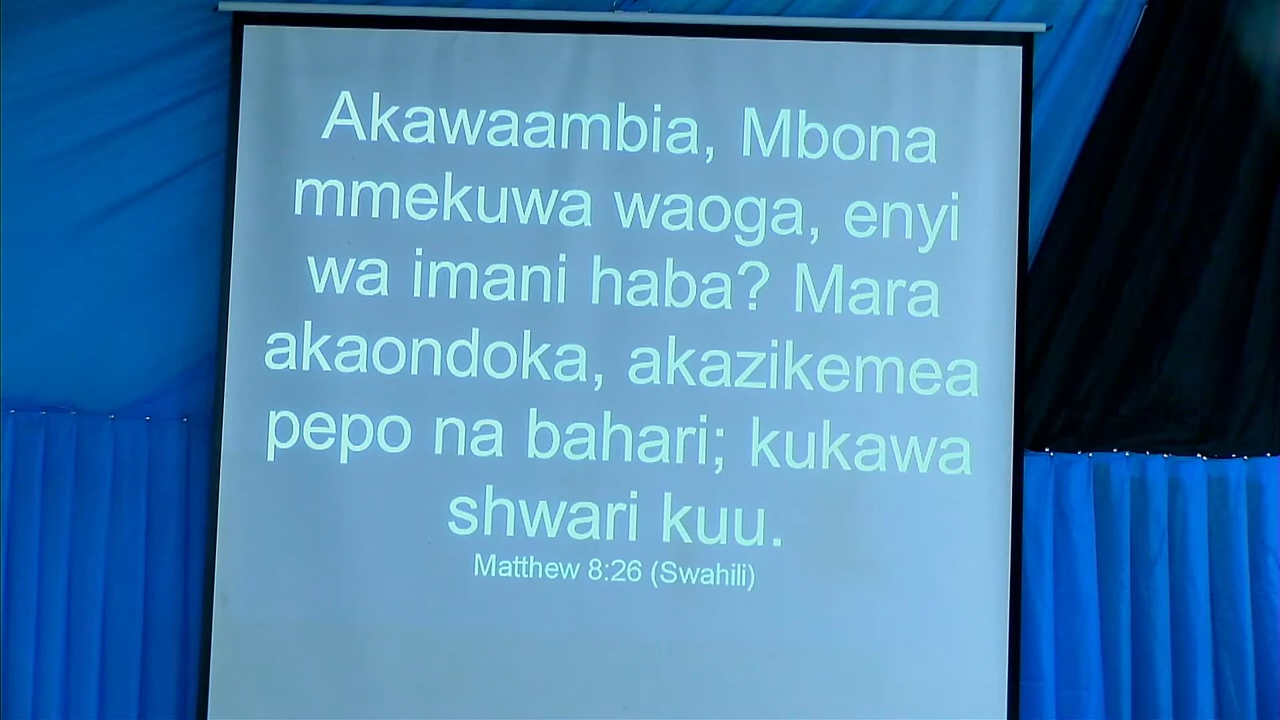 Akawaambia, Mbona
mmekuwa waoga, enyi
wa imani haba? Mara
akaondoka, akazikemea
pepo na bahari; kukawa
shwari kuu.
Matthew 8:26 (Swahili)